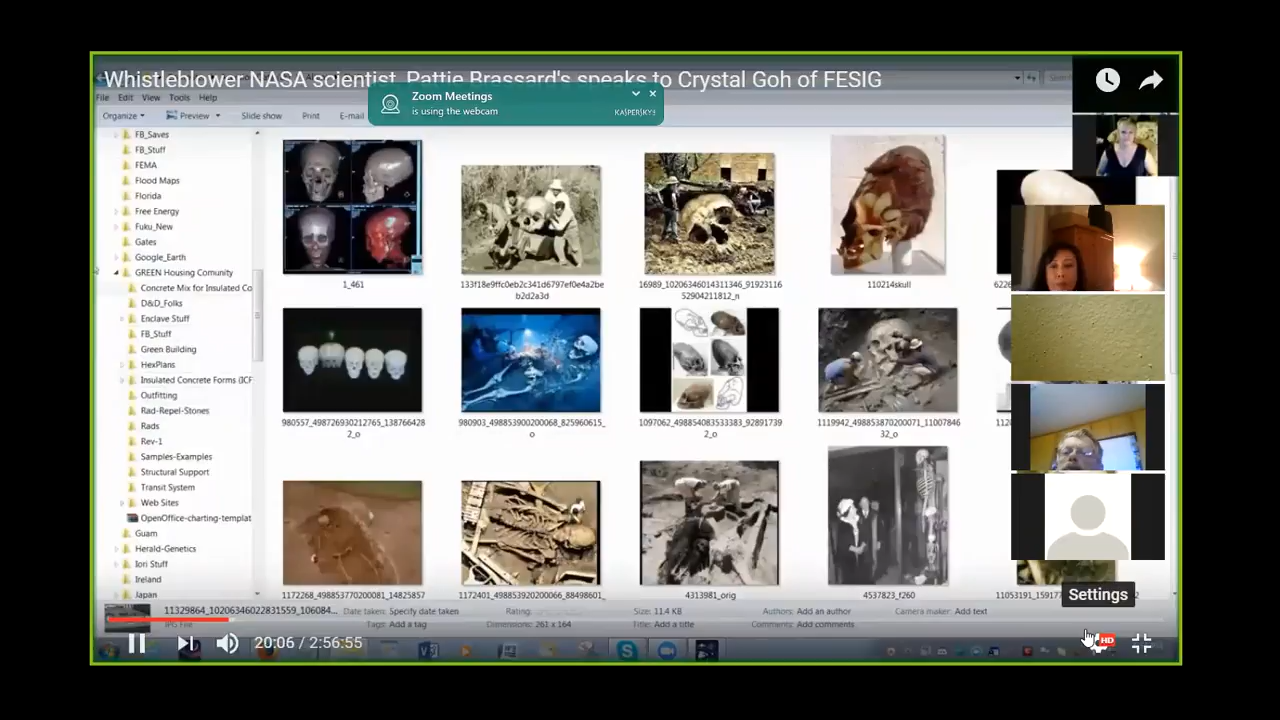 Whistleblower NASA scientist, Pattie Brassard's speaks to Crystal Goh of FESIG
Zoom Meetings
is using the webcam
KASPERSKY
File Edit View Tools Help
Organize Preview Slide show Print E-mail
FB_Saves
FB_Stuff
FEMA
Flood Maps
Florida
Free Energy
Fuku_New
Gates
Google_Earth
GREEN Housing Comunity
Concrete Mix for Insulated Co
D&D_Folks
Enclave Stuff
FB_Stuff
Green Building
HexPlans
Insulated Concrete Forms (ICF
Outfitting
Rad-Repel-Stones
Rads
Rev-1
Samples-Examples
Structural Support
Transit System
Web Sites
OpenOffice-charting-templat
Guam
Herald-Genetics
Iori Stuff
Ireland
Japan
1_461
133f18e9ffc0eb2c341d6797ef0e4a2be
b2d2a3d
16989_10206346014311346_91923116
52904211812_n
110214skull
6226
980557_498726930212765_138766428
2_o
980903_498853900200068_825960615_
o
1097062_498854083533383_92891739
2_o
1119942_498853870200071_11007846
32_o
112
1172268_498853770200081_14825857
1172401_498853920200066_88498601_
4313981_orig
4537823_f260
11053191_15917
Settings
11329864_10206346022831559_106084...
Date taken: Specify date taken
Rating:
Size: 11.4 KB
Authors: Add an author
Camera maker: Add text
JPG File
Tags: Add a tag
Dimensions: 261 x 164
Title: Add a title
Comments: Add comments
20:06 / 2:56:55
HD